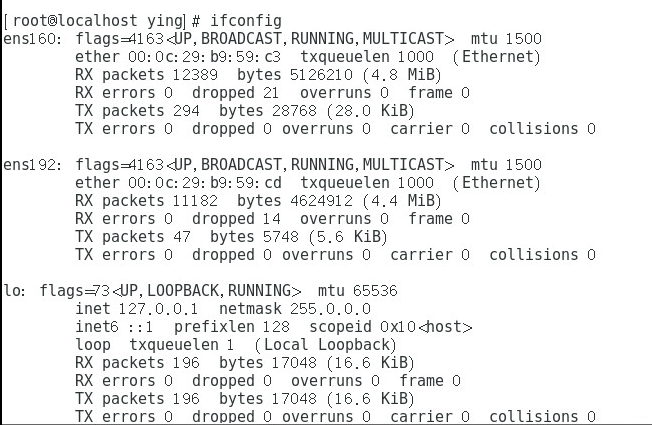 [root@localhost ying]# ifconfig
ens160: flags=4163<UP,BROADCAST,RUNNING,MULTICAST>  mtu 1500
        ether 00:0c:29:b9:59:c3  txqueuelen 1000  (Ethernet)
        RX packets 12389  bytes 5126210 (4.8 MiB)
        RX errors 0  dropped 21  overruns 0  frame 0
        TX packets 294  bytes 28768 (28.0 KiB)
        TX errors 0  dropped 0 overruns 0  carrier 0  collisions 0

ens192: flags=4163<UP,BROADCAST,RUNNING,MULTICAST>  mtu 1500
        ether 00:0c:29:b9:59:cd  txqueuelen 1000  (Ethernet)
        RX packets 11182  bytes 4624912 (4.4 MiB)
        RX errors 0  dropped 14  overruns 0  frame 0
        TX packets 47  bytes 5748 (5.6 KiB)
        TX errors 0  dropped 0 overruns 0  carrier 0  collisions 0

lo: flags=73<UP,LOOPBACK,RUNNING>  mtu 65536
        inet 127.0.0.1  netmask 255.0.0.0
        inet6 ::1  prefixlen 128  scopeid 0x10<host>
        loop  txqueuelen 1  (Local Loopback)
        RX packets 196  bytes 17048 (16.6 KiB)
        RX errors 0  dropped 0  overruns 0  frame 0
        TX packets 196  bytes 17048 (16.6 KiB)
        TX errors 0  dropped 0 overruns 0  carrier 0  collisions 0